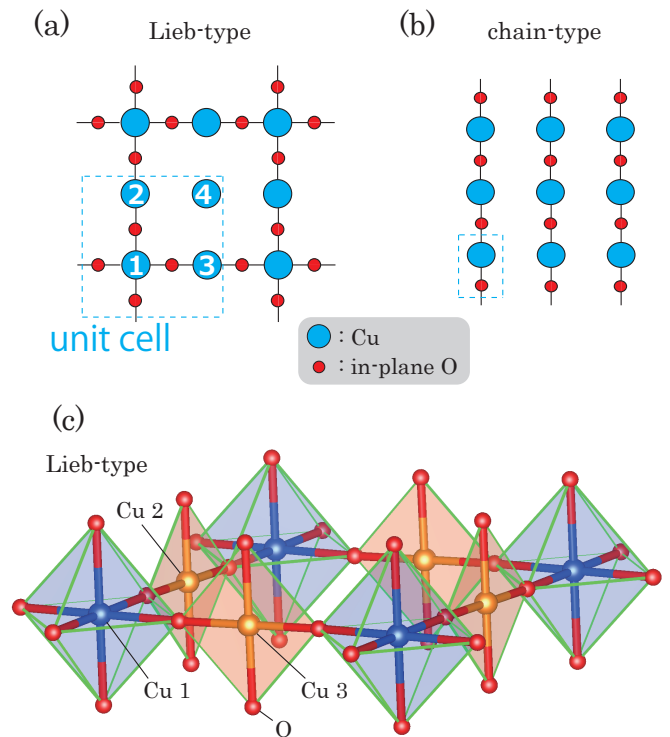 (a)
Lieb-type
(b)
chain-type
2
4
1
3
unit cell
: Cu
: in-plane O
(c)
Lieb-type
Cu 2
Cu 1
Cu 3
O